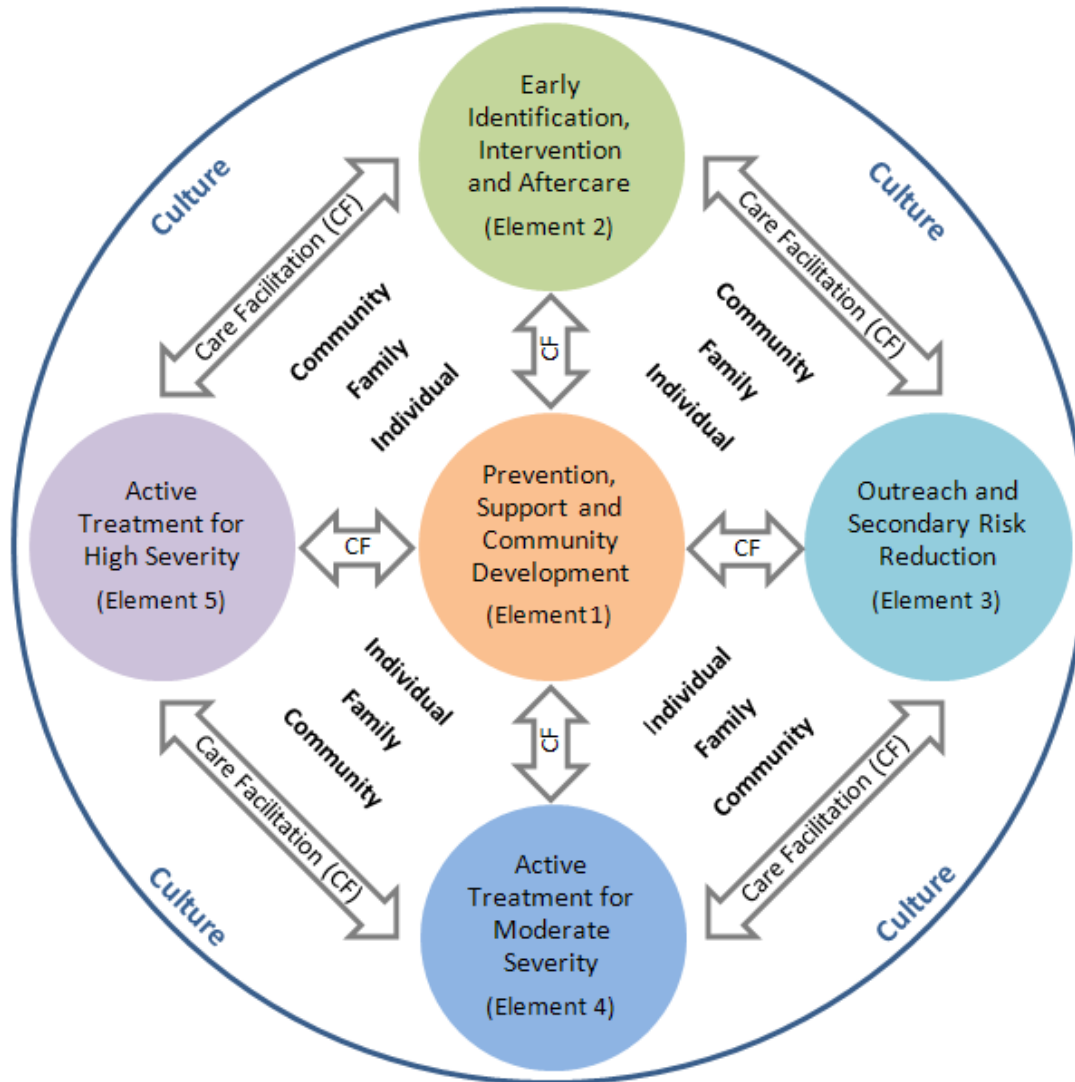 Early
Identification,
Intervention
and Aftercare
(Element 2)
Culture
Culture
Care Facilitation (CF)
Care Facilitation (CF)
Community
Family
Individual
CF
Community
Family
Individual
Active
Treatment for
High Severity
(Element 5)
CF
Prevention,
Support and
Community
Development
(Element 1)
CF
Outreach and
Secondary Risk
Reduction
(Element 3)
Individual
Family
Community
CF
Individual
Family
Community
Care Facilitation (CF)
Care Facilitation (CF)
Culture
Culture
Active
Treatment for
Moderate
Severity
(Element 4)